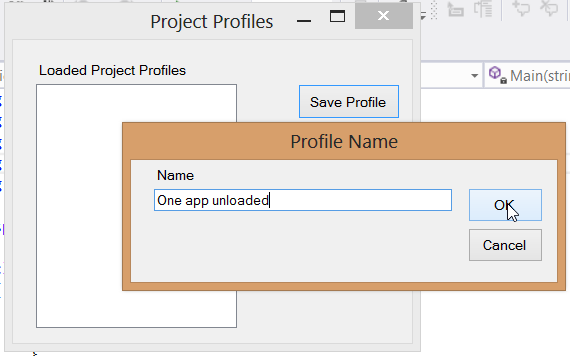 Project Profiles
Main(strin
Loaded Project Profiles
Save Profile
Profile Name
Name
One app unloaded
OK
Cancel